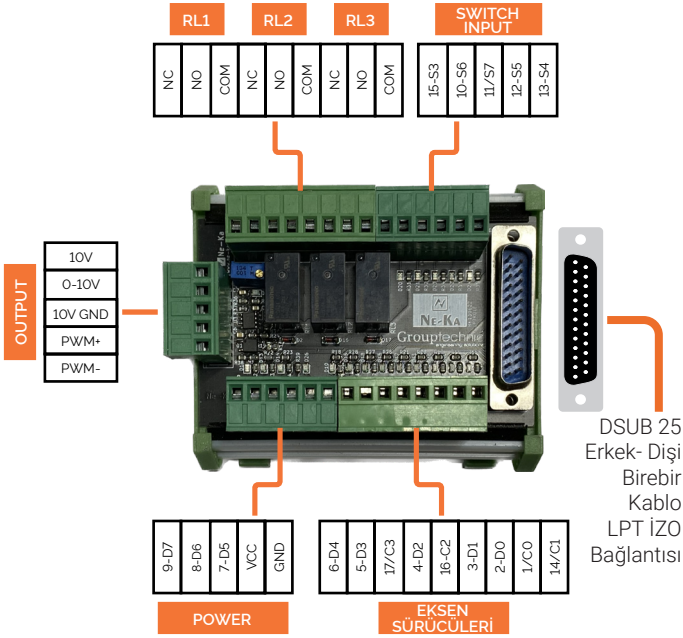 RL1
RL2
RL3
SWITCH
INPUT
NC
NO
COM
NC
NO
COM
NC
NO
COM
15-S3
10-S6
11/S7
12-S5
13-S4
OUTPUT
10V
0-10V
10V GND
PWM+
PWM-
Ne-Ka
NE-KA
Grouptechnic
DSUB 25
Erkek- Dişi
Birebir
Kablo
LPT İZO
Bağlantısı
9-D7
8-D6
7-D5
VCC
GND
6-D4
5-D3
17/C3
4-D2
16-C2
3-D1
2-D0
1/C0
14/C1
POWER
EKSEN
SÜRÜCÜLERİ